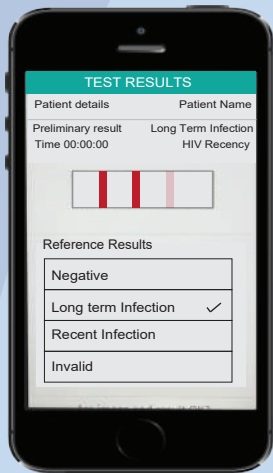 TEST RESULTS
Patient details Patient Name
Preliminary result Long Term Infection
Time 00:00:00 HIV Recency
Reference Results
Negative
Long term Infection ✓
Recent Infection
Invalid